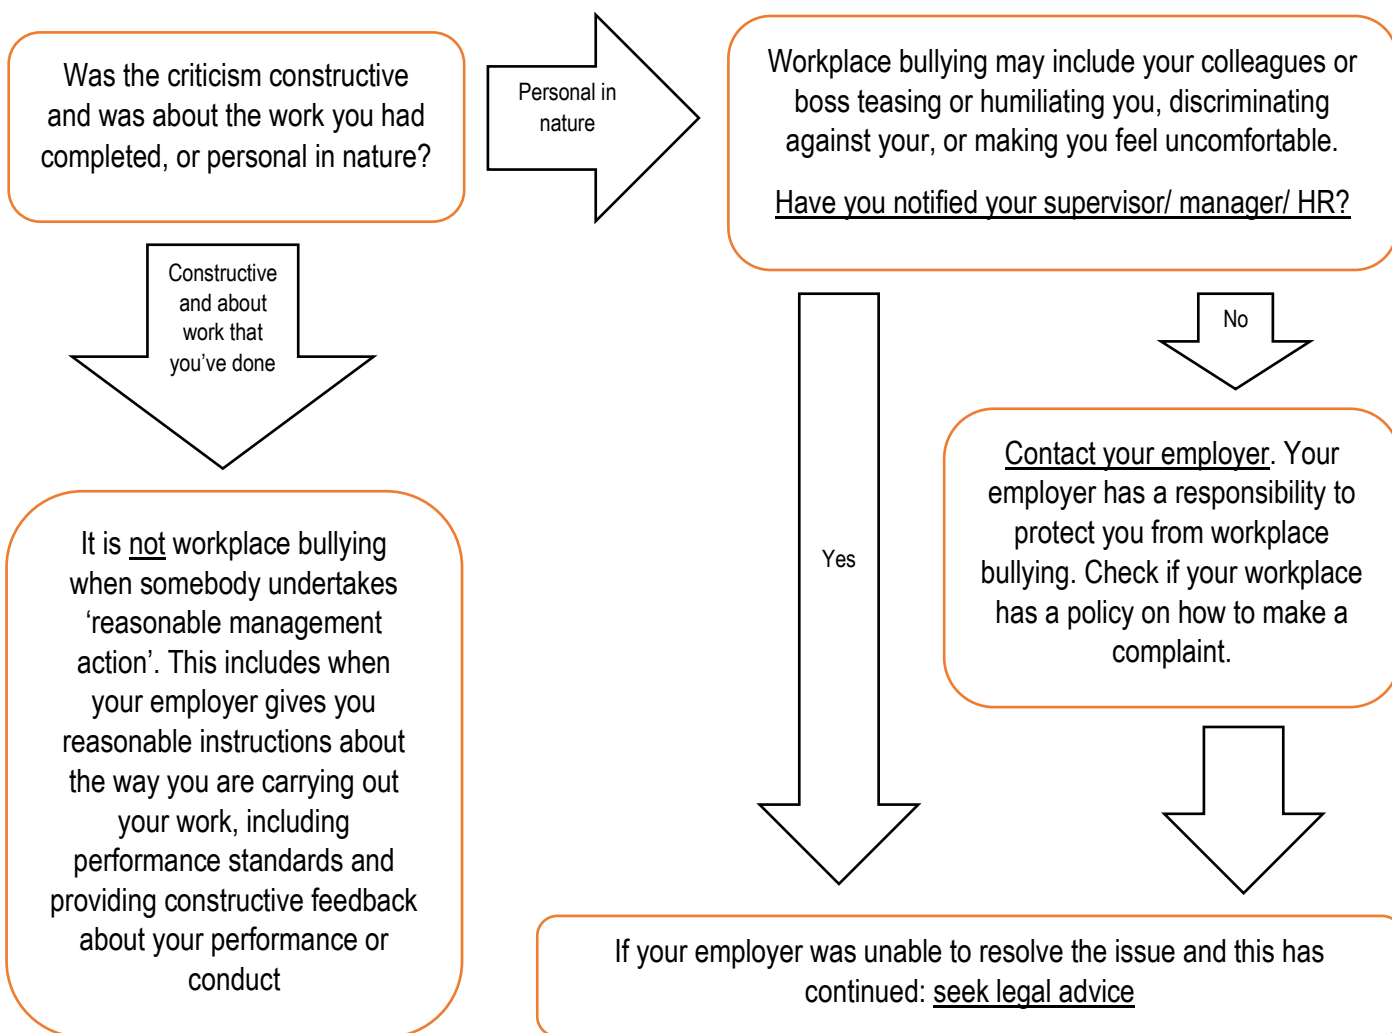 Was the criticism constructive
and was about the work you had
completed, or personal in nature?
Personal in
nature
Workplace bullying may include your colleagues or
boss teasing or humiliating you, discriminating
against your, or making you feel uncomfortable.
Have you notified your supervisor/ manager/ HR?
Constructive
and about
work that
you’ve done
No
Yes
Contact your employer. Your
employer has a responsibility to
protect you from workplace
bullying. Check if your workplace
has a policy on how to make a
complaint.
It is not workplace bullying
when somebody undertakes
‘reasonable management
action’. This includes when
your employer gives you
reasonable instructions about
the way you are carrying out
your work, including
performance standards and
providing constructive feedback
about your performance or
conduct
If your employer was unable to resolve the issue and this has
continued: seek legal advice